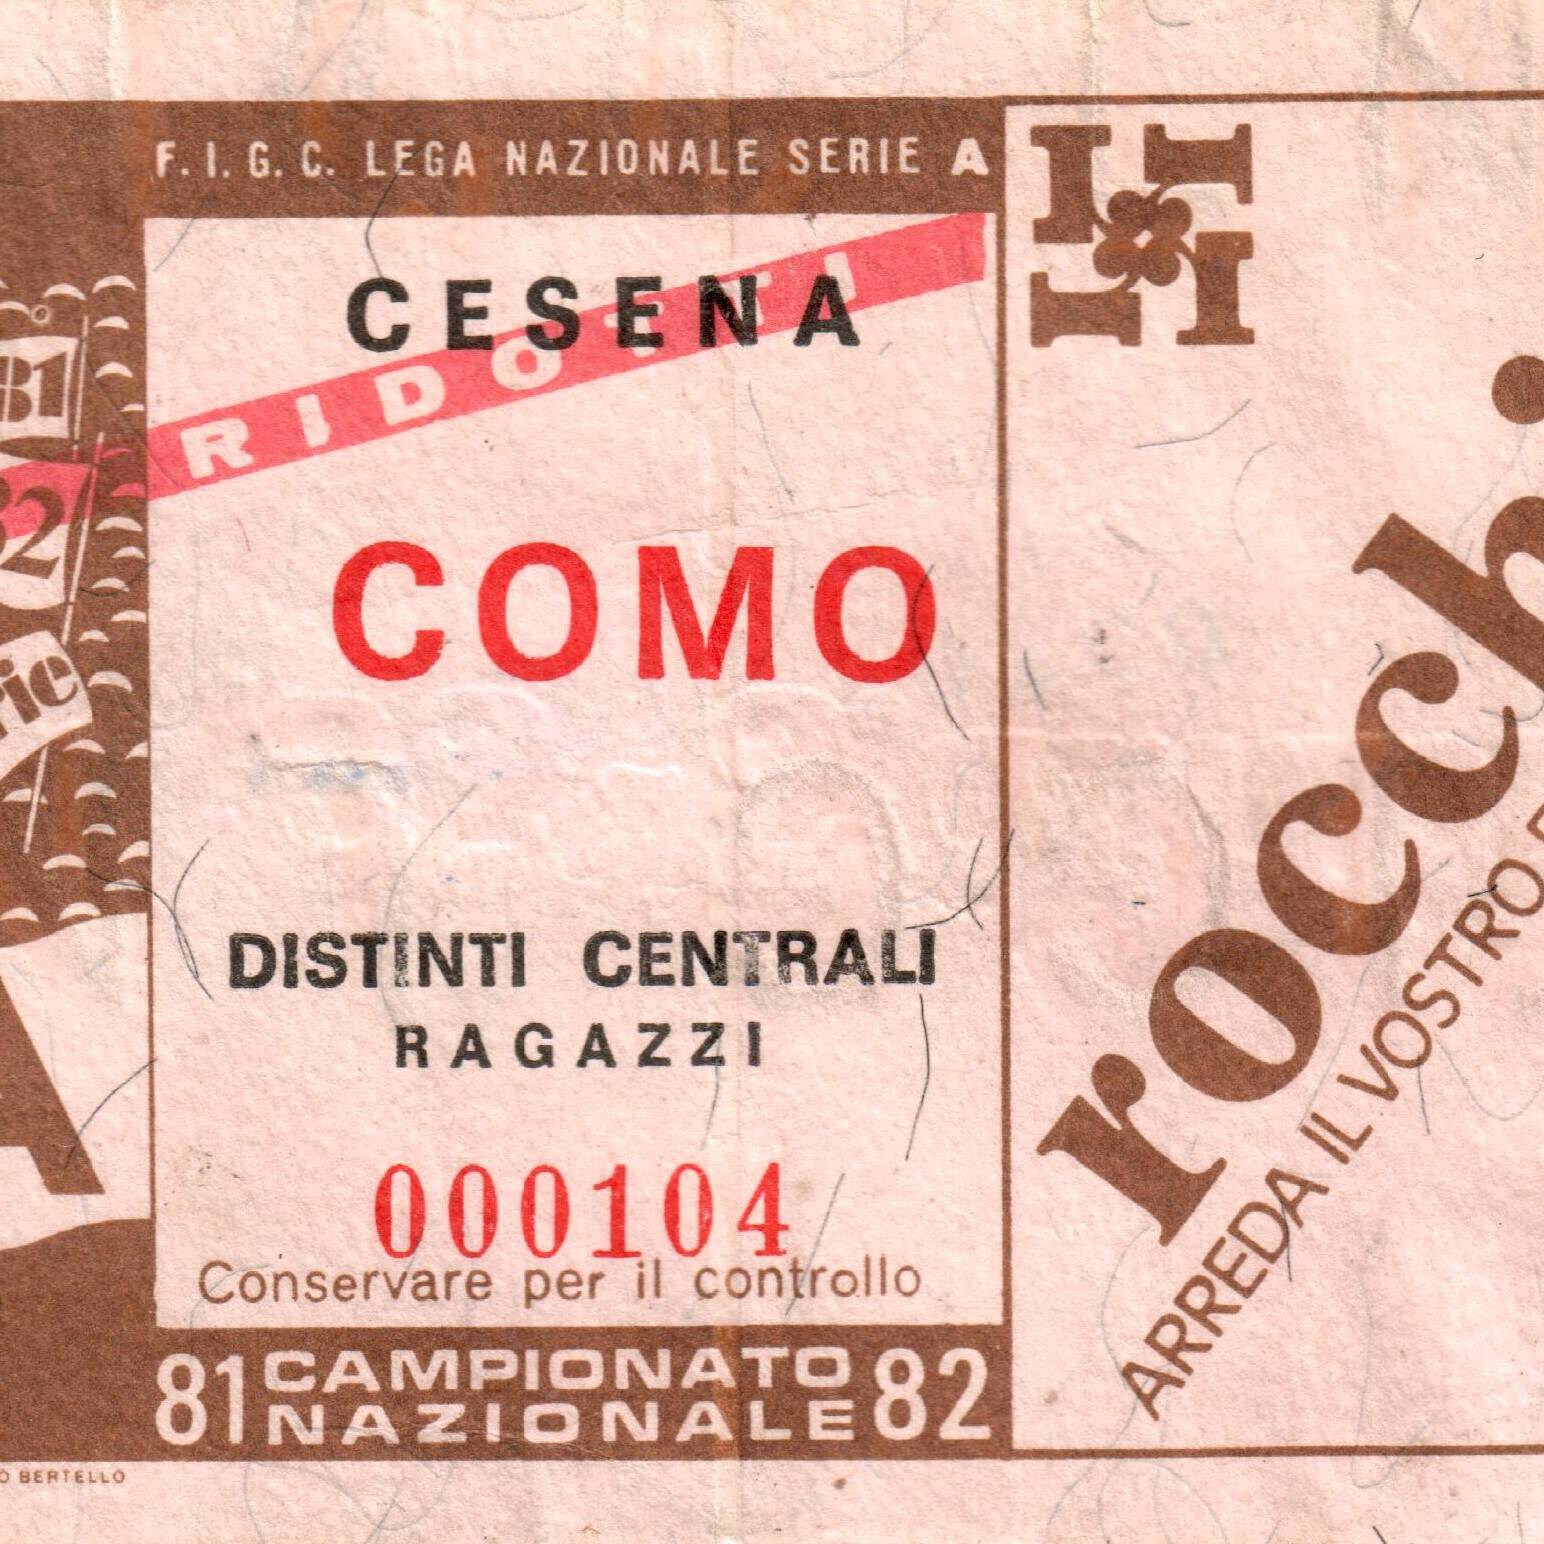 F. I. G. C. LEGA NAZIONALE SERIE A
CESENA
RIDOTTI
COMO
DISTINTI CENTRALI
RAGAZZI
000104
Conservare per il controllo
81 CAMPIONATO NAZIONALE 82
81
82
BERTELLO
rocchi
ARREDA IL VOSTRO